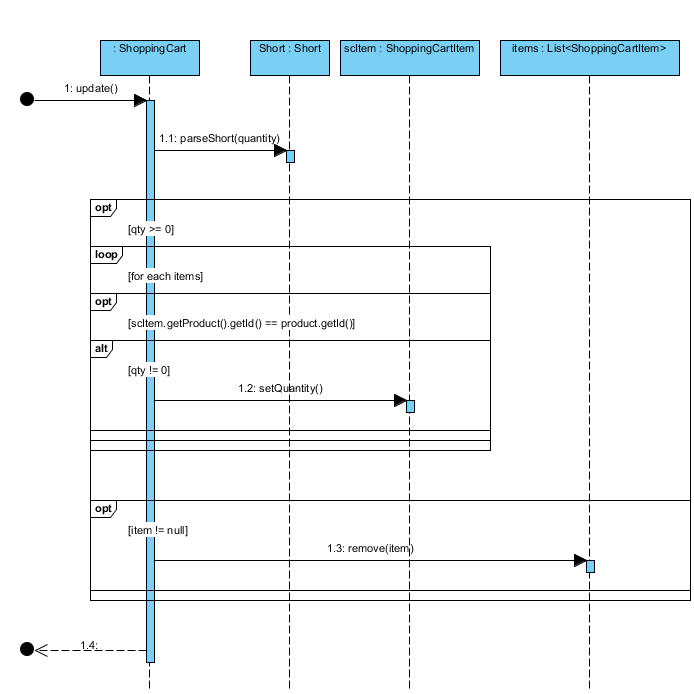 : ShoppingCart
Short : Short
scItem : ShoppingCartItem
items : List<ShoppingCartItem>
1: update()
1.1: parseShort(quantity)
opt
[qty >= 0]
loop
[for each items]
opt
[scItem.getProduct().getId() == product.getId()]
alt
[qty != 0]
1.2: setQuantity()
opt
[item != null]
1.3: remove(item)
1.4: